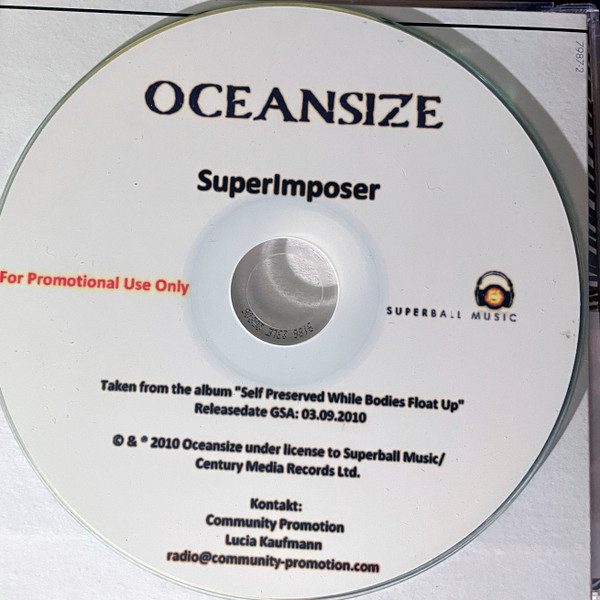 79872
OCEANSIZE
SuperImposer
For Promotional Use Only
SUPERBALL MUSIC
Taken from the album "Self Preserved While Bodies Float Up"
Releasedate GSA: 03.09.2010
© & ® 2010 Oceansize under license to Superball Music/
Century Media Records Ltd.
Kontakt:
Community Promotion
Lucia Kaufmann
radio@community-promotion.com